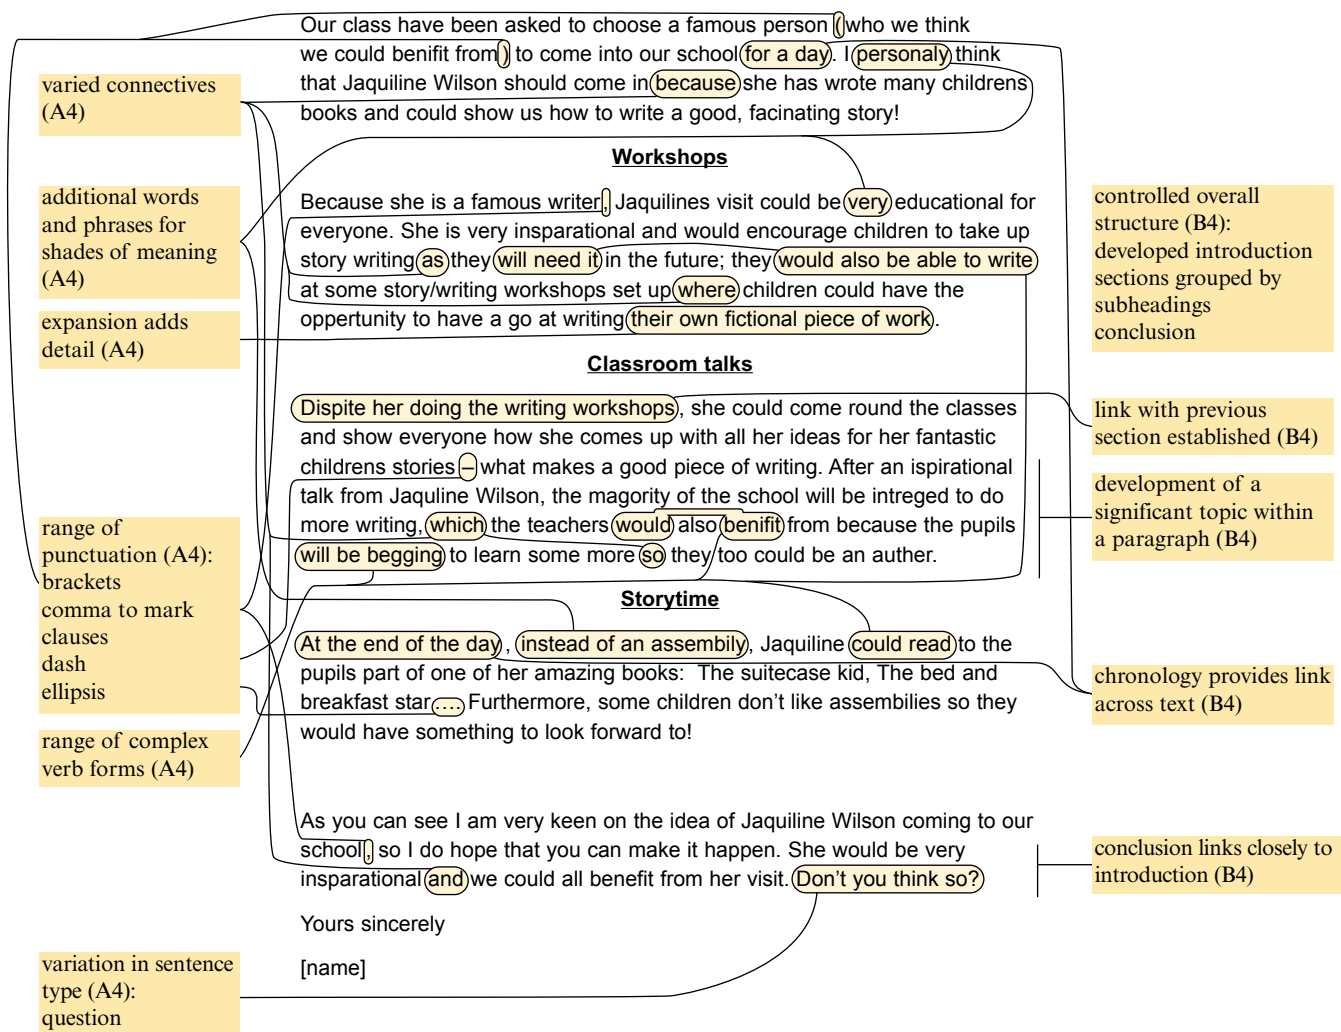 Our class have been asked to choose a famous person (who we think
we could benifit from) to come into our school for a day. I personaly think
that Jaquiline Wilson should come in because she has wrote many childrens
books and could show us how to write a good, facinating story!
Workshops
Because she is a famous writer, Jaquilines visit could be very educational for
everyone. She is very insparational and would encourage children to take up
story writing as they will need it in the future; they would also be able to write
at some story/writing workshops set up where children could have the
oppertunity to have a go at writing their own fictional piece of work.
Classroom talks
Dispite her doing the writing workshops, she could come round the classes
and show everyone how she comes up with all her ideas for her fantastic
childrens stories – what makes a good piece of writing. After an ispirational
talk from Jaquline Wilson, the magority of the school will be intreged to do
more writing, which the teachers would also benifit from because the pupils
will be begging to learn some more so they too could be an auther.
Storytime
At the end of the day, instead of an assembily, Jaquiline could read to the
pupils part of one of her amazing books: The suitecase kid, The bed and
breakfast star .... Furthermore, some children don't like assembilies so they
would have something to look forward to!
As you can see I am very keen on the idea of Jaquiline Wilson coming to our
school, so I do hope that you can make it happen. She would be very
insparational and we could all benefit from her visit. Don't you think so?
Yours sincerely
[name]
varied connectives
(A4)
additional words
and phrases for
shades of meaning
(A4)
expansion adds
detail (A4)
range of
punctuation (A4):
brackets
comma to mark
clauses
dash
ellipsis
range of complex
verb forms (A4)
variation in sentence
type (A4):
question
controlled overall
structure (B4):
developed introduction
sections grouped by
subheadings
conclusion
link with previous
section established (B4)
development of a
significant topic within
a paragraph (B4)
chronology provides link
across text (B4)
conclusion links closely to
introduction (B4)